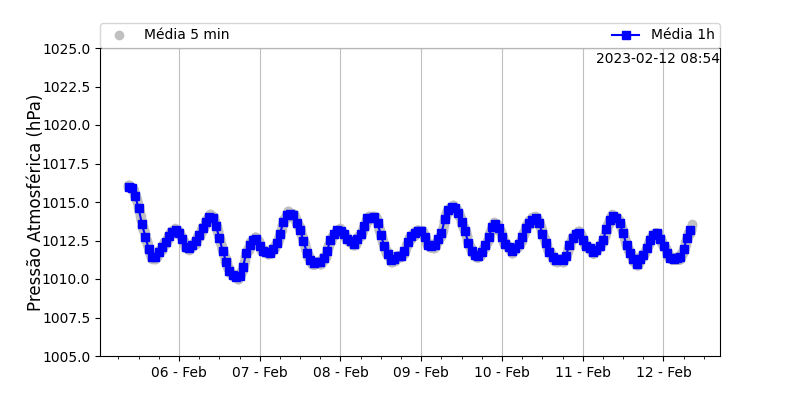 Média 5 min
Média 1h
2023-02-12 08:54
Pressão Atmosférica (hPa)
1025.0
1022.5
1020.0
1017.5
1015.0
1012.5
1010.0
1007.5
1005.0
06 - Feb
07 - Feb
08 - Feb
09 - Feb
10 - Feb
11 - Feb
12 - Feb